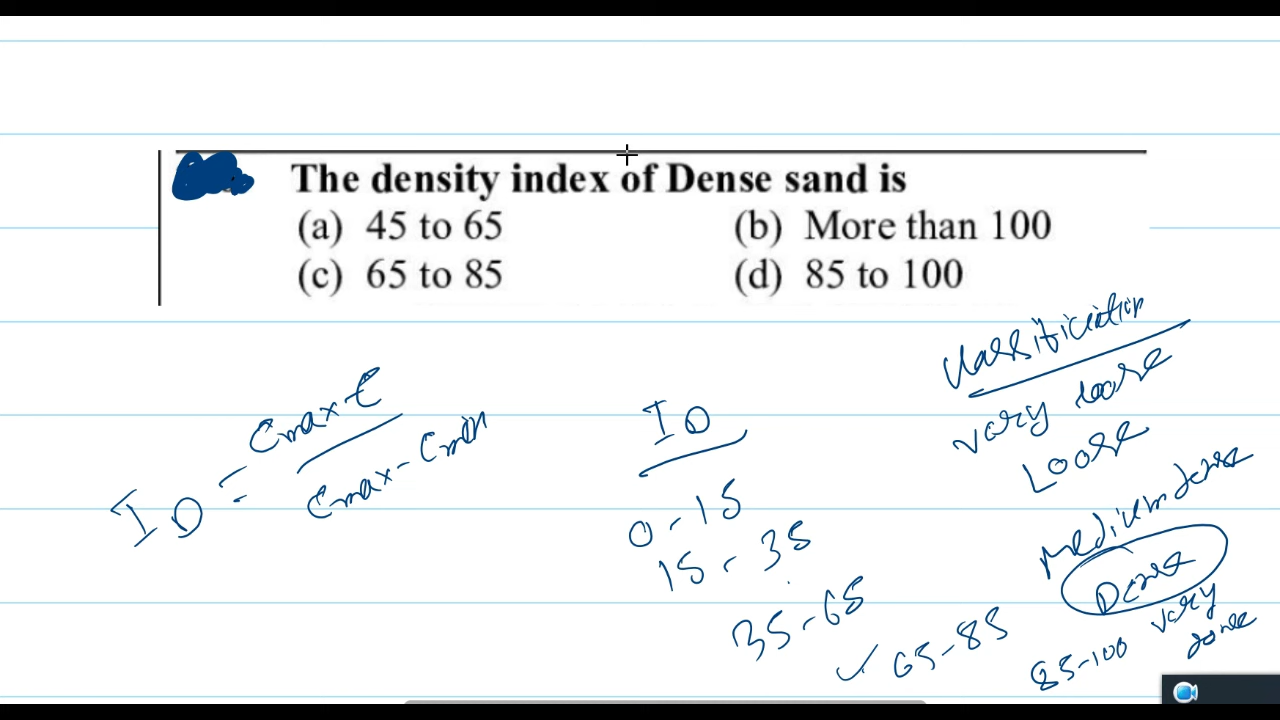 The density index of Dense sand is
(a) 45 to 65 (b) More than 100
(c) 65 to 85 (d) 85 to 100
Classification
vary loose
Loose
Medium dense
Dense
vary
dense
ID = emax - e
emax - emin
ID
0 - 15
15 - 35
35 - 65
✓ 65 - 85
85 - 100